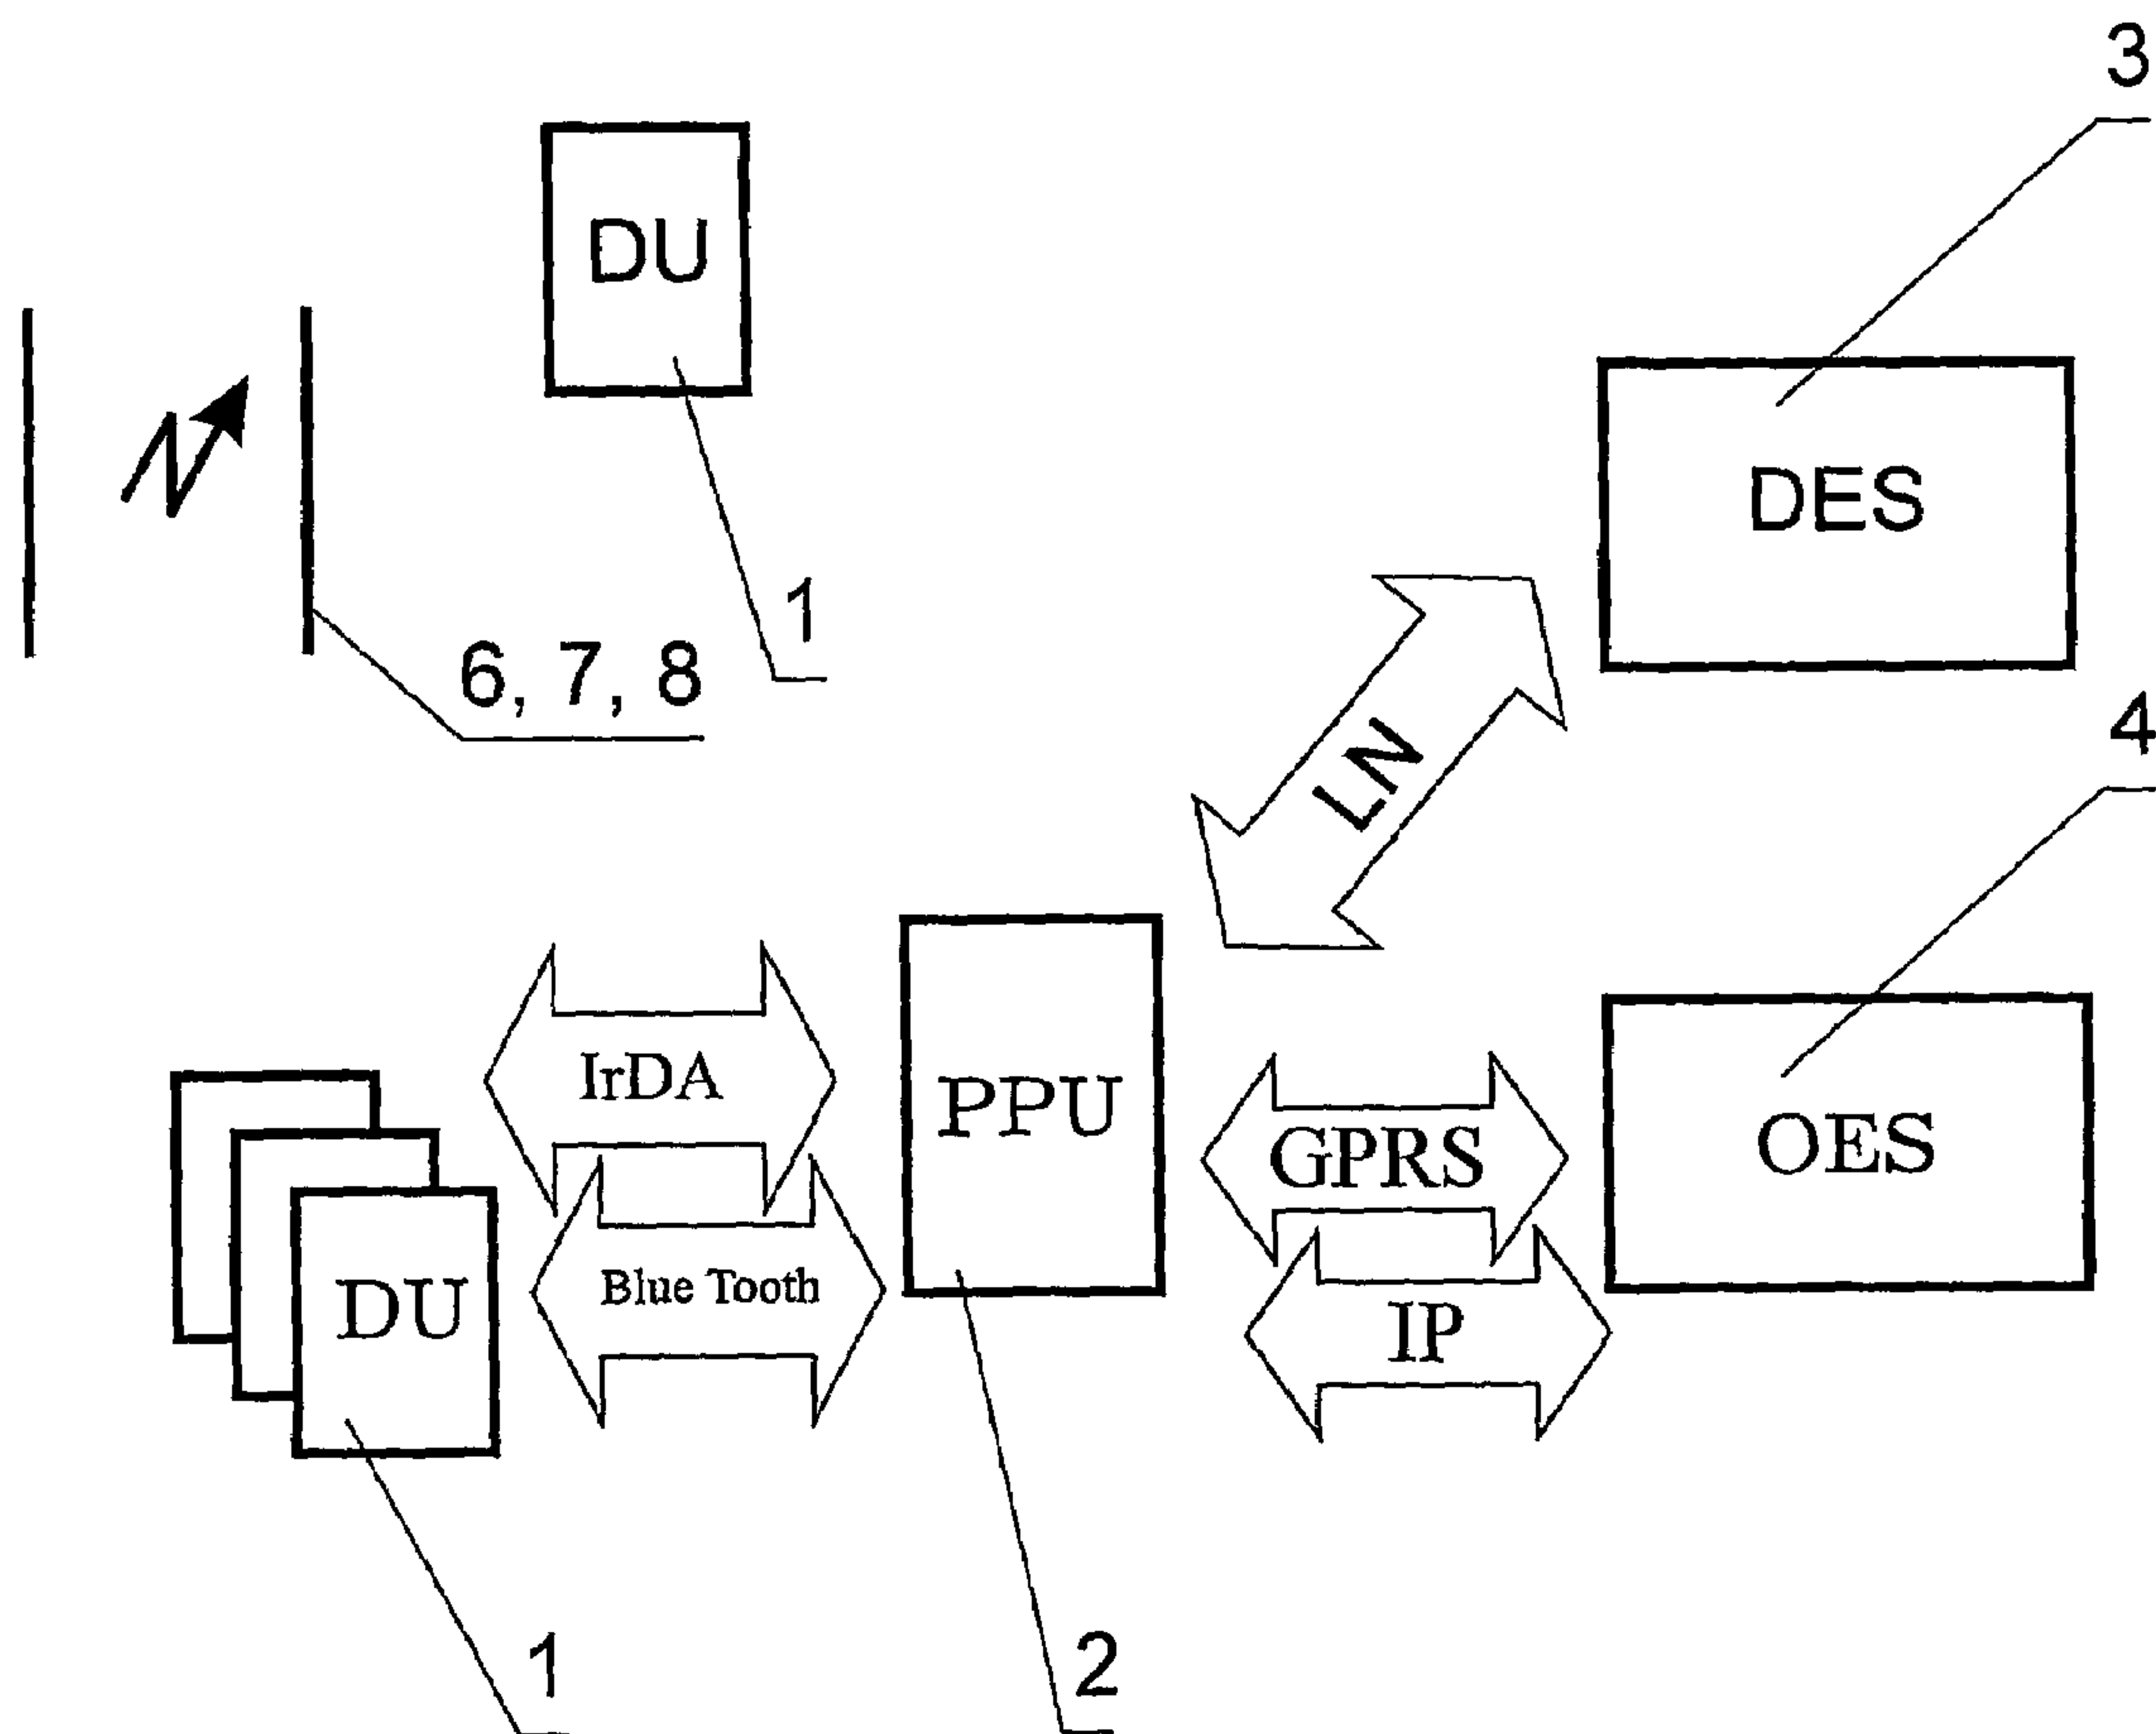 3
DU
DES
1
6, 7, 8
4
LN
IrDA
PPU
GPRS
OES
DU
Blue Tooth
IP
1
2